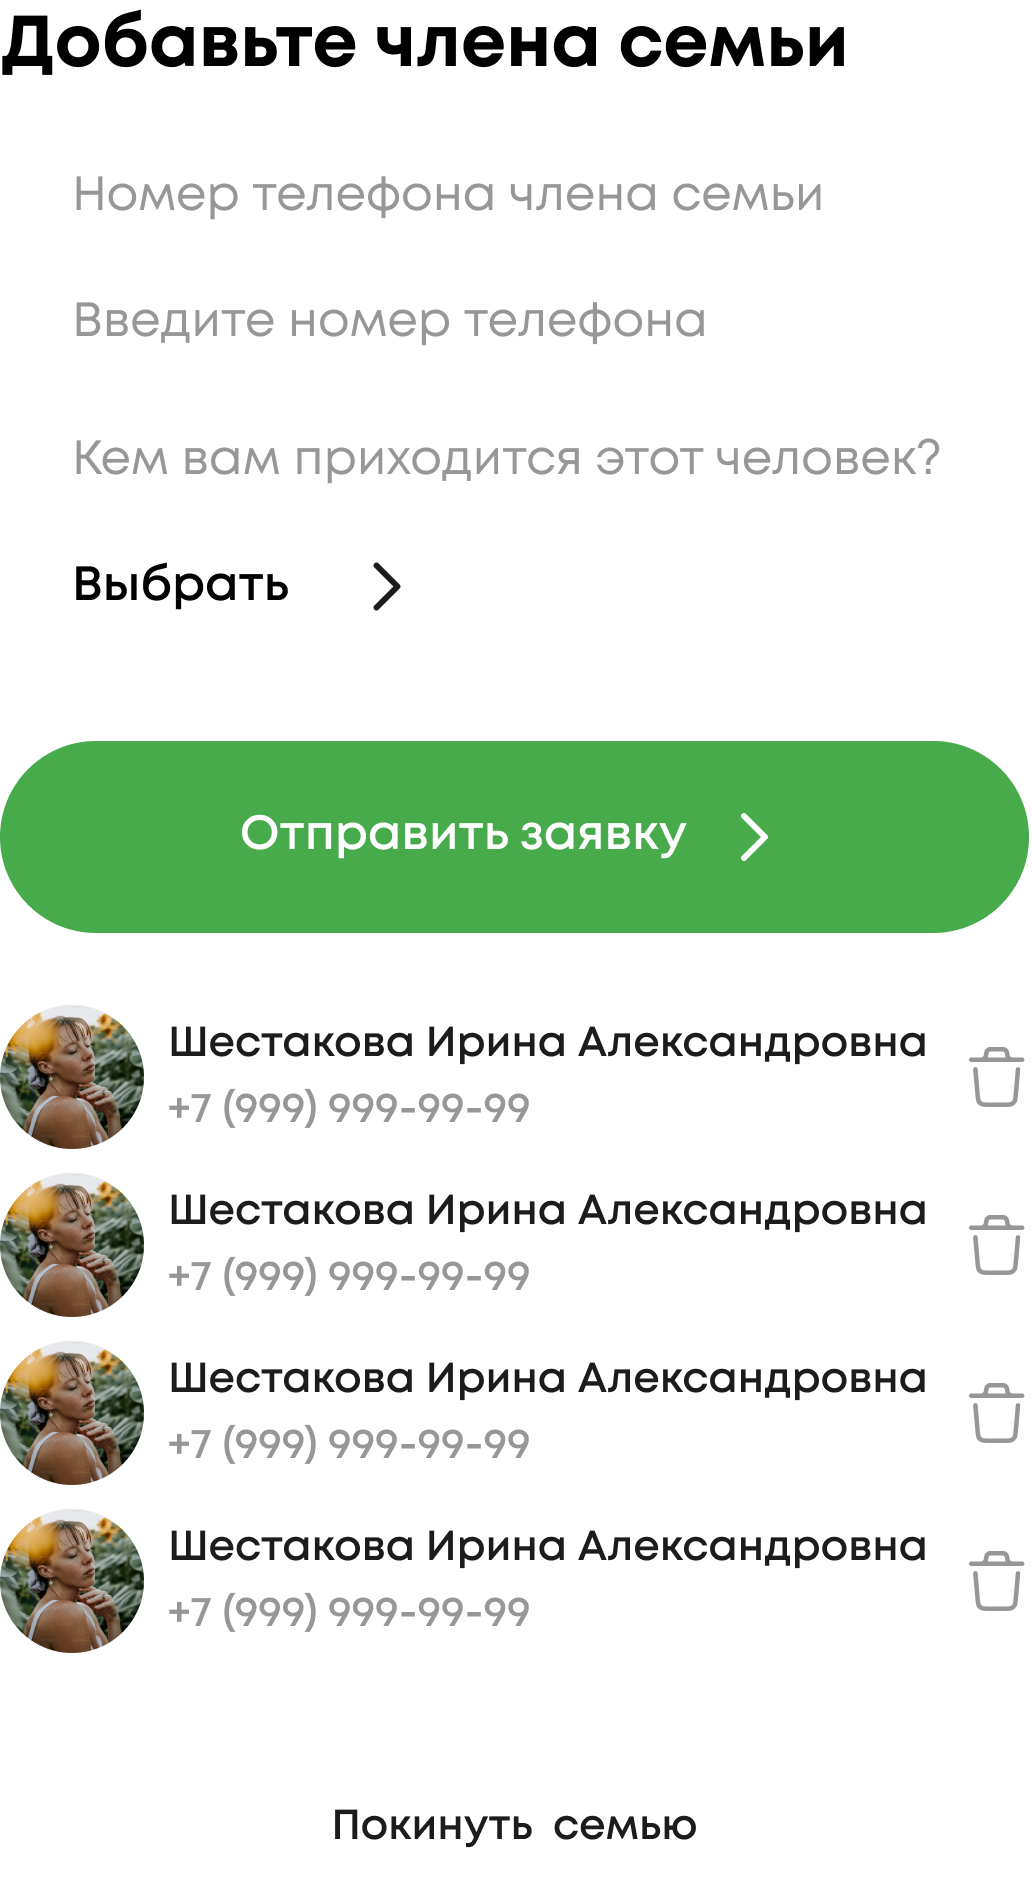 Добавьте члена семьи
Номер телефона члена семьи
Введите номер телефона
Кем вам приходится этот человек?
Выбрать
Отправить заявку
Шестакова Ирина Александровна
+7 (999) 999-99-99
Шестакова Ирина Александровна
+7 (999) 999-99-99
Шестакова Ирина Александровна
+7 (999) 999-99-99
Шестакова Ирина Александровна
+7 (999) 999-99-99
Покинуть семью